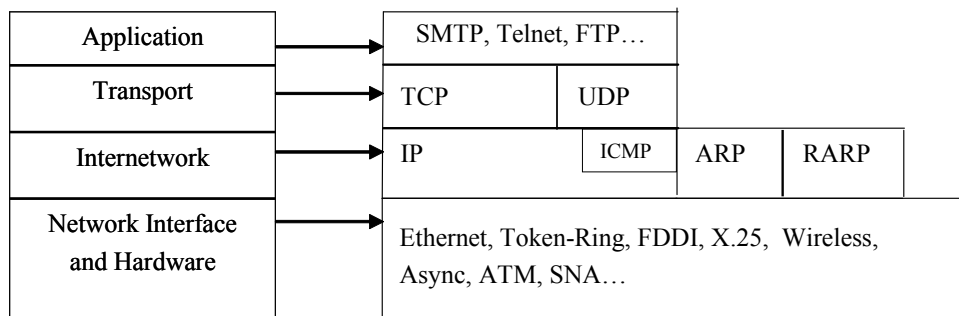 Application
SMTP, Telnet, FTP…
Transport
TCP
UDP
Internetwork
IP
ICMP
ARP
RARP
Network Interface
and Hardware
Ethernet, Token-Ring, FDDI, X.25, Wireless,
Async, ATM, SNA…